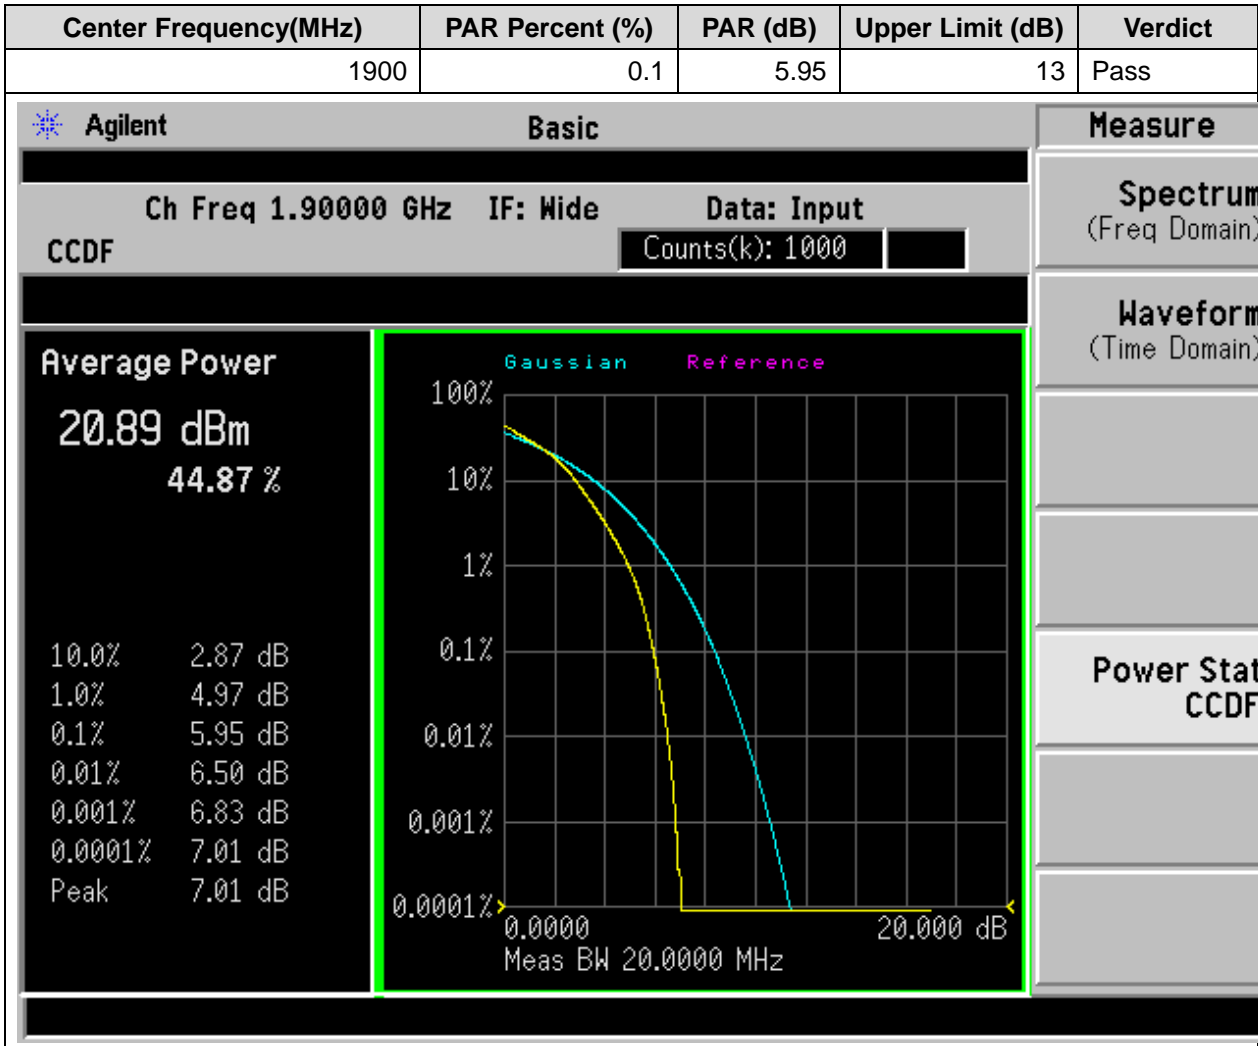 Center Frequency(MHz) PAR Percent (%) PAR (dB) Upper Limit (dB) Verdict
1900 0.1 5.95 13 Pass
Agilent Basic Measure
Ch Freq 1.90000 GHz IF: Wide Data: Input
CCDF Counts(k): 1000
Spectrum
(Freq Domain)
Waveform
(Time Domain)
Power Stat
CCDF
Average Power
20.89 dBm
44.87 %
10.0% 2.87 dB
1.0% 4.97 dB
0.1% 5.95 dB
0.01% 6.50 dB
0.001% 6.83 dB
0.0001% 7.01 dB
Peak 7.01 dB
Gaussian Reference
100%
10%
1%
0.1%
0.01%
0.001%
0.0001%
0.0000 20.000 dB
Meas BW 20.0000 MHz